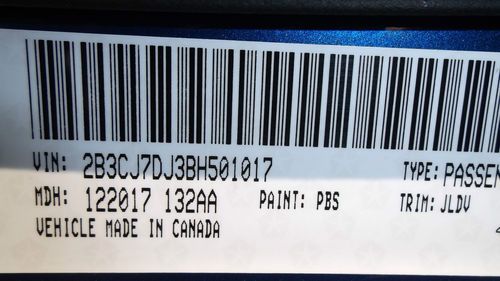 VIN: 2B3CJ7DJ3BH501017 TYPE: PASSEN
MDH: 122017 132AA PAINT: PBS TRIM: JLDV
VEHICLE MADE IN CANADA